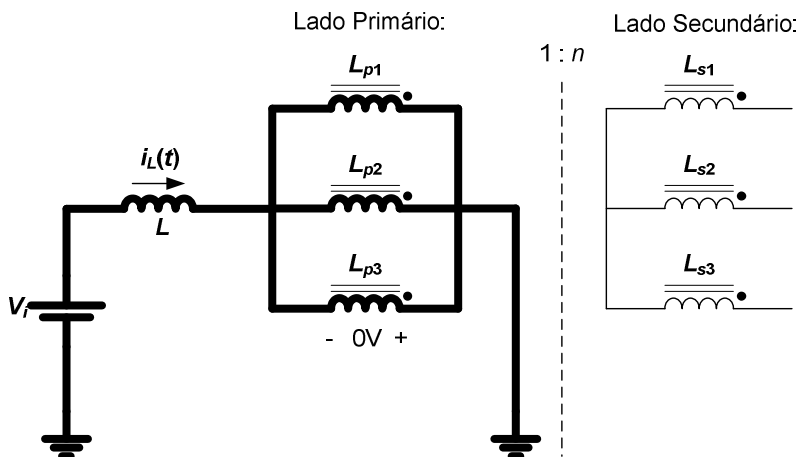 Lado Primário:
Lado Secundário:
1 : n
Lp1
Ls1
iL(t)
Lp2
Ls2
L
Lp3
Ls3
Vi
- 0V +